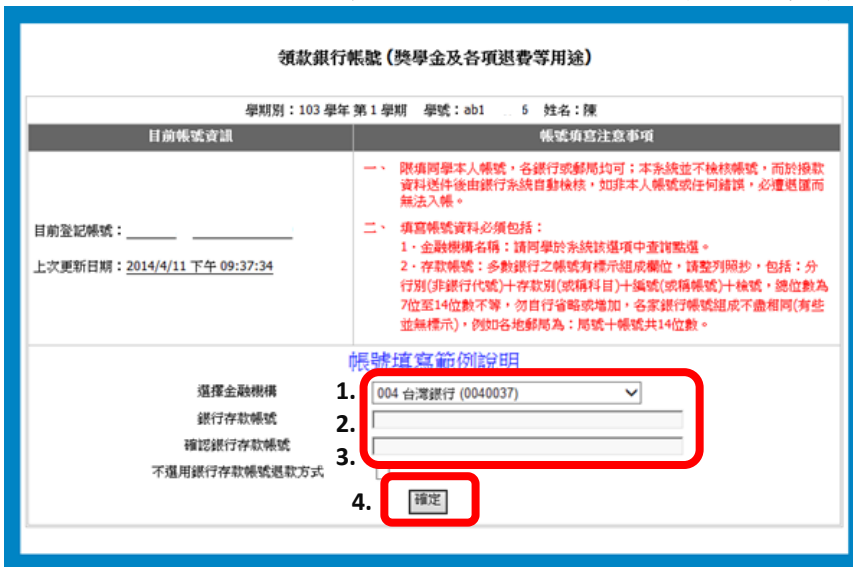 領款銀行帳號 (獎學金及各項退費等用途)
學期別：103 學年 第 1 學期 學號：ab1 6 姓名：陳
目前帳號資訊
帳號填寫注意事項
目前登記帳號：
上次更新日期：2014/4/11 下午 09:37:34
一、 限填同學本人帳號，各銀行或郵局均可；本系統並不檢核帳號，而於撥款
資料送件後由銀行系統自動檢核，如非本人帳號或任何錯誤，必遭退匯而
無法入帳。
二、 填寫帳號資料必須包括：
1．金融機構名稱：請同學於系統該選項中查詢點選。
2．存款帳號：多數銀行之帳號有標示組成欄位，請整列照抄，包括：分
行別(非銀行代號)＋存款別(或稱科目)＋編號(或稱帳號)＋檢號，總位數為
7位至14位數不等，勿自行省略或增加，各家銀行帳號組成不盡相同(有些
並無標示)，例如各地郵局為：局號＋帳號共14位數。
帳號填寫範例說明
選擇金融機構 1. 004 台灣銀行 (0040037)
銀行存款帳號 2.
確認銀行存款帳號 3.
不選用銀行存款帳號退款方式
4. 確定